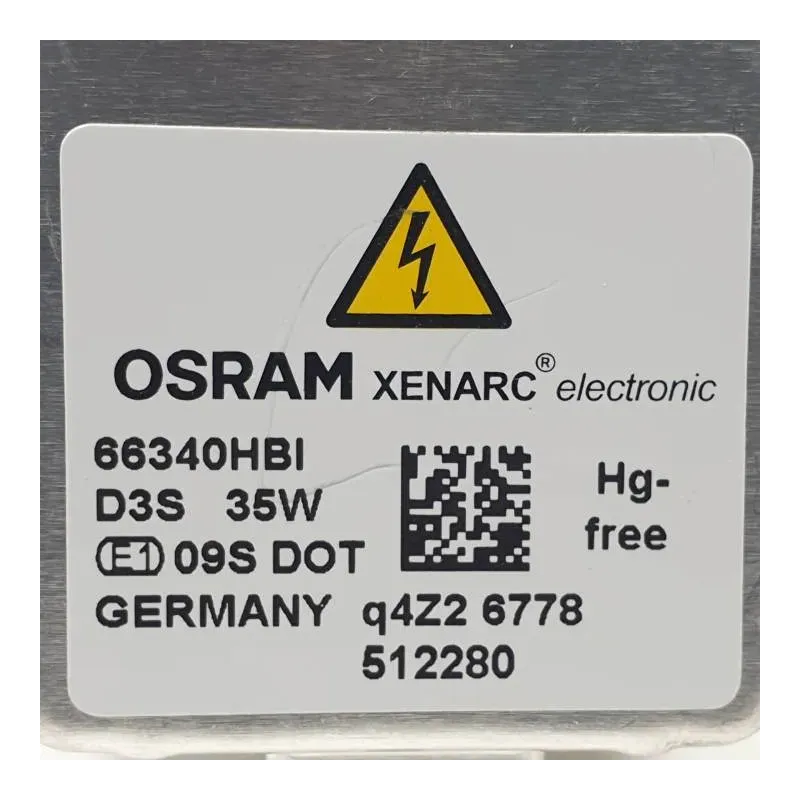 OSRAM XENARC® electronic
66340HBI
D3S 35W
E1 09S DOT
Hg-
free
GERMANY q4Z2 6778
512280